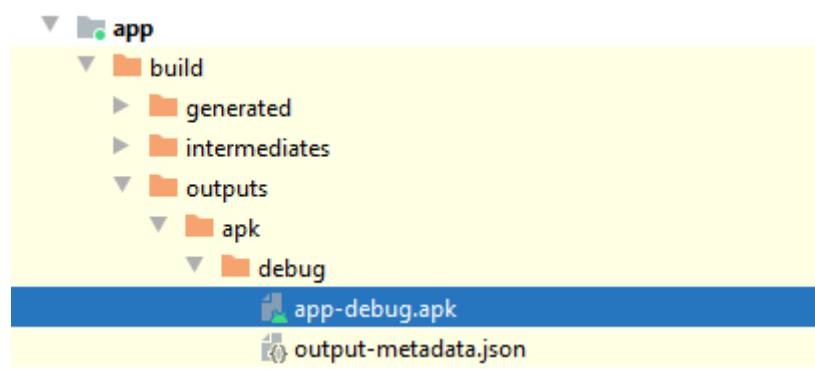 app
build
generated
intermediates
outputs
apk
debug
app-debug.apk
output-metadata.json